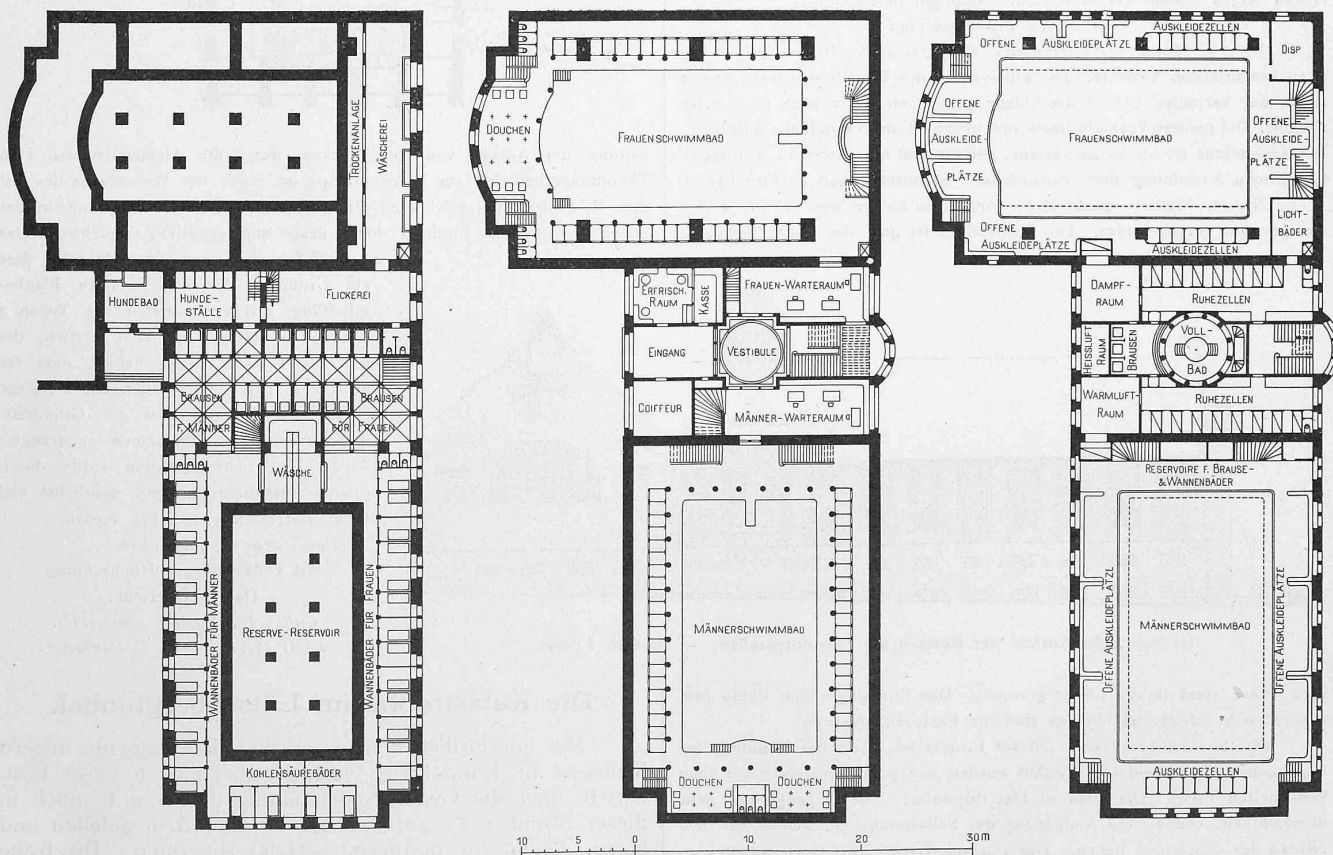 TROCKENANLAGE
WÄSCHEREI
HUNDEBAD
HUNDE-
STÄLLE
FLICKEREI
BRAUSEN
F. MÄNNER
BRAUSEN
FÜR FRAUEN
WÄSCHE
WANNENBÄDER FÜR MÄNNER
RESERVE-RESERVOIR
WANNENBÄDER FÜR FRAUEN
KOHLENSÄUREBÄDER
DOUCHEN
FRAUENSCHWIMMBAD
ERFRISCH.
RAUM
KASSE
FRAUEN-WARTERAUM
EINGANG
VESTIBULE
COIFFEUR
MÄNNER-WARTERAUM
MÄNNERSCHWIMMBAD
DOUCHEN
DOUCHEN
OFFENE
AUSKLEIDEPLÄTZE
AUSKLEIDEZELLEN
DISP
OFFENE
AUSKLEIDE-
PLÄTZE
FRAUENSCHWIMMBAD
OFFENE
AUSKLEIDE
PLÄTZE
OFFENE
AUSKLEIDEPLÄTZE
AUSKLEIDEZELLEN
LICHT-
BÄDER
DAMPF-
RAUM
RUHEZELLEN
HEISSLUFT
RAUM
BRAUSEN
VOLL-
BAD
WARMLUFT-
RAUM
RUHEZELLEN
RESERVOIRE F. BRAUSE-
& WANNENBÄDER
OFFENE AUSKLEIDEPLÄTZE
MÄNNERSCHWIMMBAD
OFFENE AUSKLEIDEPLÄTZE
AUSKLEIDEZELLEN
10 5 0 10 20 30 m